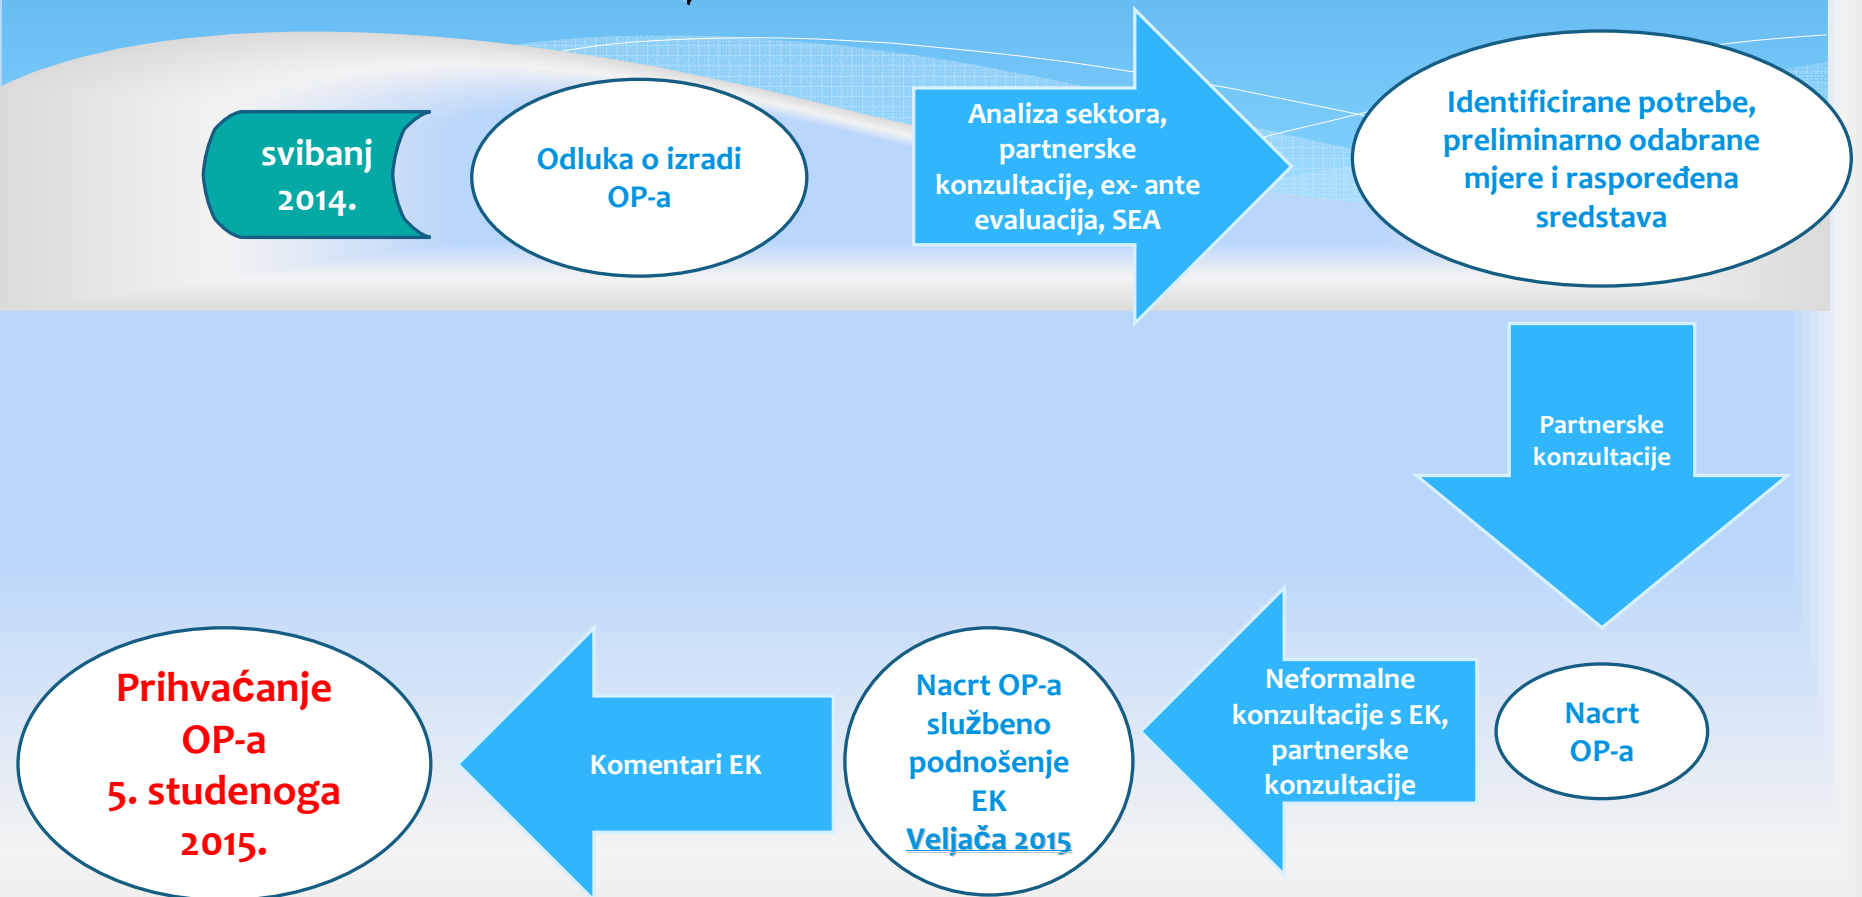 svibanj
2014.
Odluka o izradi
OP-a
Analiza sektora,
partnerske
konzultacije, ex- ante
evaluacija, SEA
Identificirane potrebe,
preliminarno odabrane
mjere i raspoređena
sredstava
Partnerske
konzultacije
Nacrt
OP-a
Neformalne
konzultacije s EK,
partnerske
konzultacije
Nacrt OP-a
službeno
podnošenje
EK
Veljača 2015
Komentari EK
Prihvaćanje
OP-a
5. studenoga
2015.